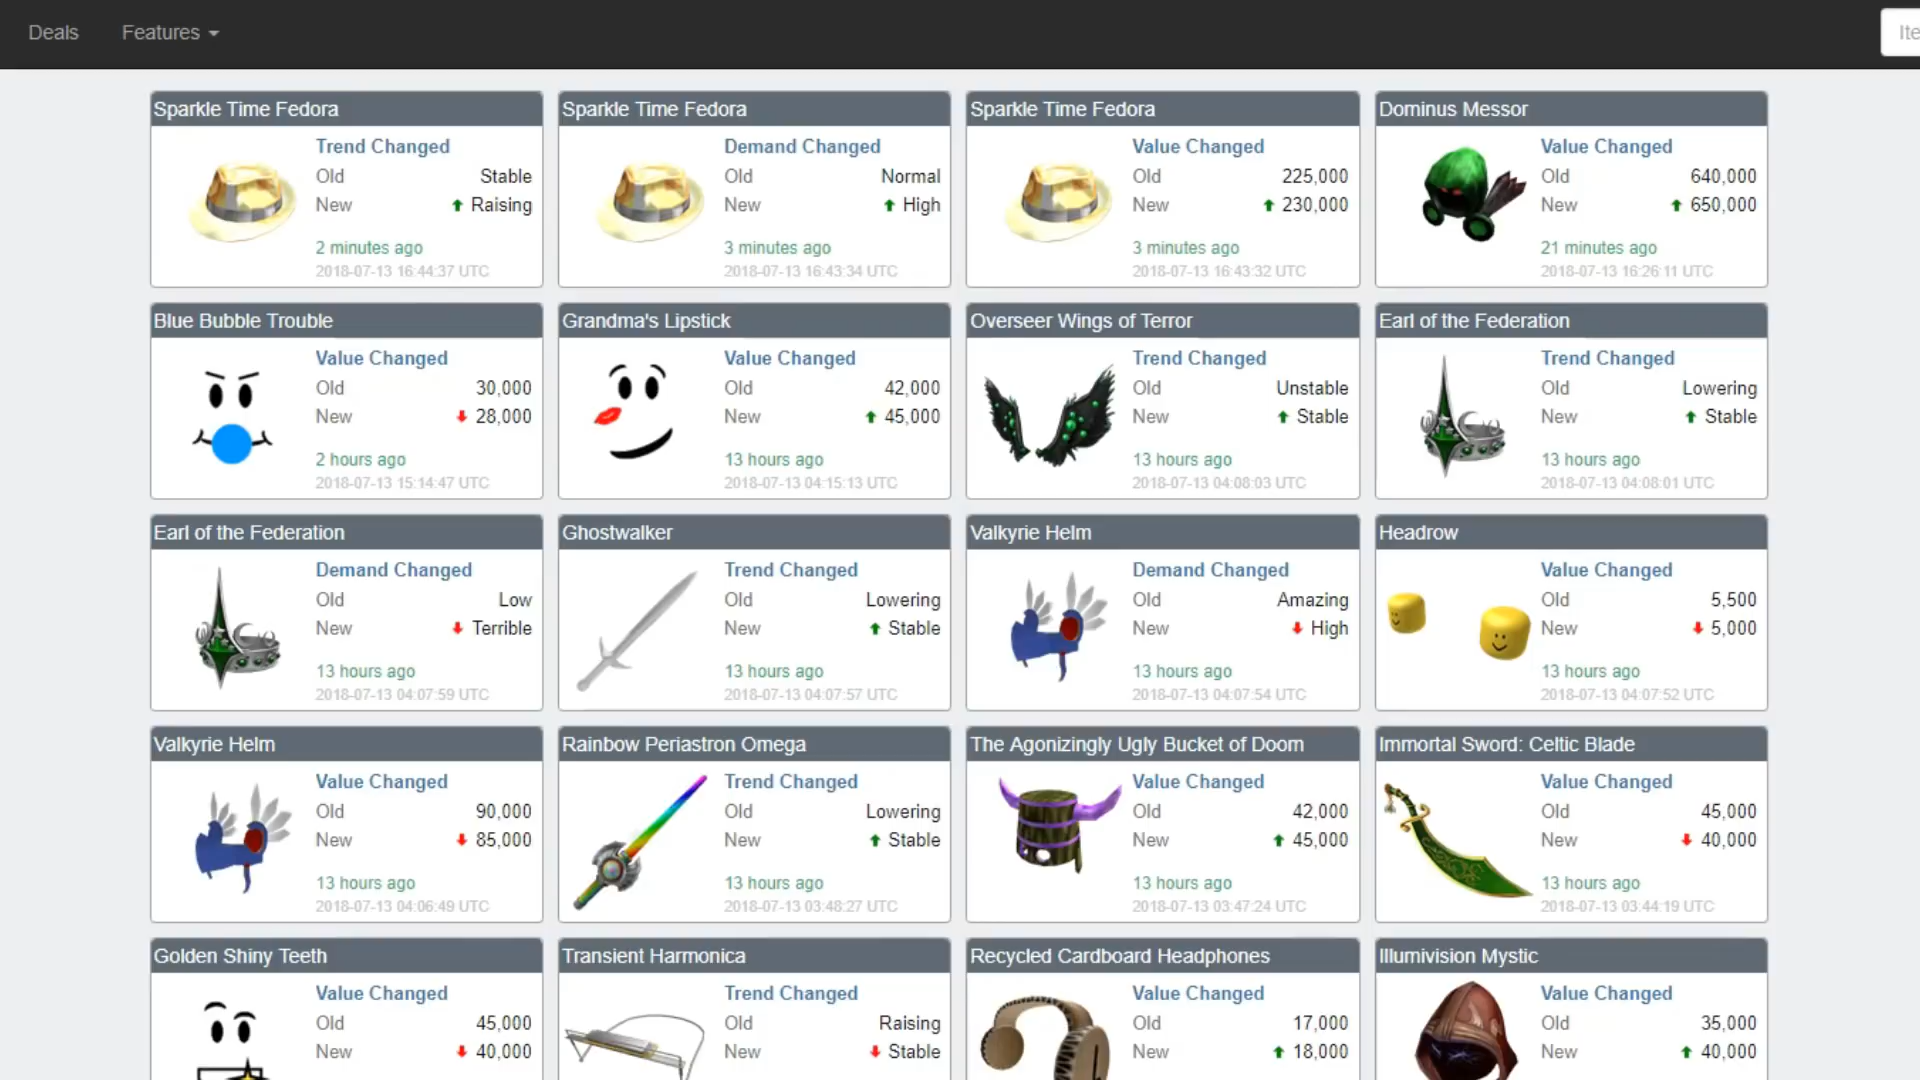 Deals
Features
Ite
Sparkle Time Fedora
Trend Changed
Old Stable
New Raising
2 minutes ago
2018-07-13 16:44:37 UTC
Sparkle Time Fedora
Demand Changed
Old Normal
New High
3 minutes ago
2018-07-13 16:43:34 UTC
Sparkle Time Fedora
Value Changed
Old 225,000
New 230,000
3 minutes ago
2018-07-13 16:43:32 UTC
Dominus Messor
Value Changed
Old 640,000
New 650,000
21 minutes ago
2018-07-13 16:26:11 UTC
Blue Bubble Trouble
Value Changed
Old 30,000
New 28,000
2 hours ago
2018-07-13 15:14:47 UTC
Grandma's Lipstick
Value Changed
Old 42,000
New 45,000
13 hours ago
2018-07-13 04:15:13 UTC
Overseer Wings of Terror
Trend Changed
Old Unstable
New Stable
13 hours ago
2018-07-13 04:08:03 UTC
Earl of the Federation
Trend Changed
Old Lowering
New Stable
13 hours ago
2018-07-13 04:08:01 UTC
Earl of the Federation
Demand Changed
Old Low
New Terrible
13 hours ago
2018-07-13 04:07:59 UTC
Ghostwalker
Trend Changed
Old Lowering
New Stable
13 hours ago
2018-07-13 04:07:57 UTC
Valkyrie Helm
Demand Changed
Old Amazing
New High
13 hours ago
2018-07-13 04:07:54 UTC
Headrow
Value Changed
Old 5,500
New 5,000
13 hours ago
2018-07-13 04:07:52 UTC
Valkyrie Helm
Value Changed
Old 90,000
New 85,000
13 hours ago
2018-07-13 04:06:49 UTC
Rainbow Periastron Omega
Trend Changed
Old Lowering
New Stable
13 hours ago
2018-07-13 03:48:27 UTC
The Agonizingly Ugly Bucket of Doom
Value Changed
Old 42,000
New 45,000
13 hours ago
2018-07-13 03:47:24 UTC
Immortal Sword: Celtic Blade
Value Changed
Old 45,000
New 40,000
13 hours ago
2018-07-13 03:44:19 UTC
Golden Shiny Teeth
Value Changed
Old 45,000
New 40,000
Transient Harmonica
Trend Changed
Old Raising
New Stable
Recycled Cardboard Headphones
Value Changed
Old 17,000
New 18,000
Illumivision Mystic
Value Changed
Old 35,000
New 40,000